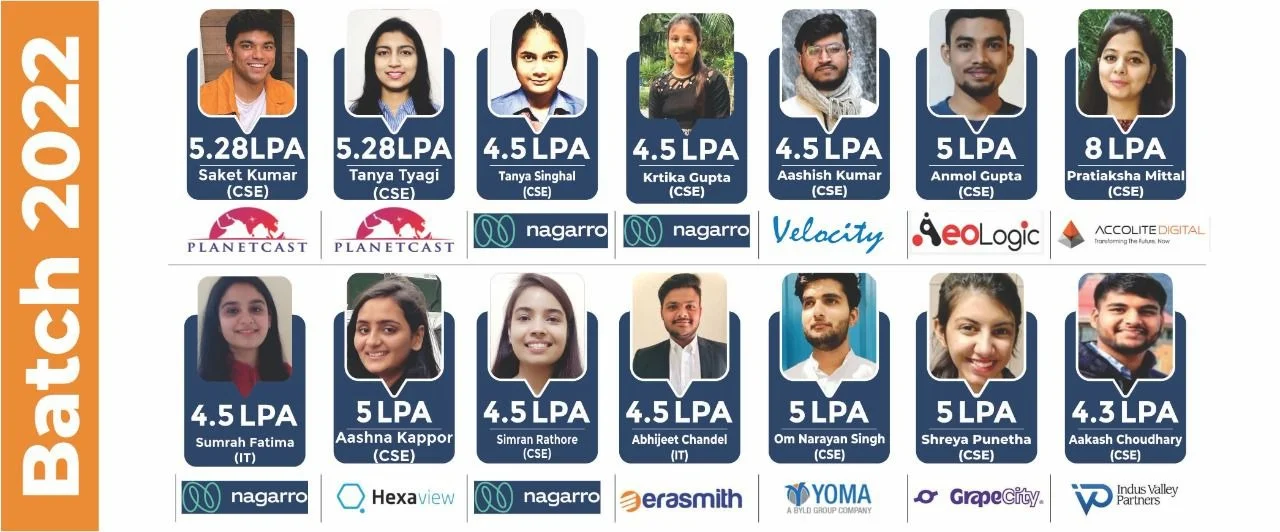 Batch 2022
5.28LPA
Saket Kumar
(CSE)
PLANETCAST
5.28LPA
Tanya Tyagi
(CSE)
PLANETCAST
4.5 LPA
Tanya Singhal
(CSE)
nagarro
4.5 LPA
Krtika Gupta
(CSE)
nagarro
4.5 LPA
Aashish Kumar
(CSE)
Velocity
5 LPA
Anmol Gupta
(CSE)
AeoLogic
8 LPA
Pratiaksha Mittal
(CSE)
ACCOLITE DIGITAL
Transforming The Future, Now
4.5 LPA
Sumrah Fatima
(IT)
nagarro
5 LPA
Aashna Kappor
(CSE)
Hexaview
4.5 LPA
Simran Rathore
(CSE)
nagarro
4.5 LPA
Abhijeet Chandel
(IT)
erasmith
5 LPA
Om Narayan Singh
(CSE)
YOMA
A BYLD GROUP COMPANY
5 LPA
Shreya Punetha
(CSE)
GrapeCity
4.3 LPA
Aakash Choudhary
(CSE)
Indus Valley
Partners